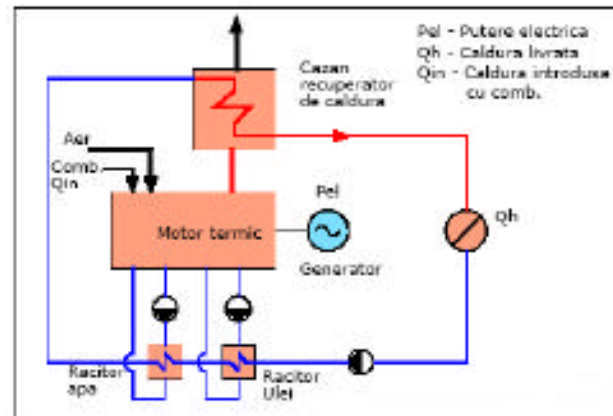 Pel - Putere electrica
Qh - Caldura livrata
Qin - Caldura introdusa
cu comb.
Cazan
recuperator
de caldura
Aer
Comb.
Qin
Pel
Motor termic
Qh
Generator
Racitor
apa
Racitor
Ulei